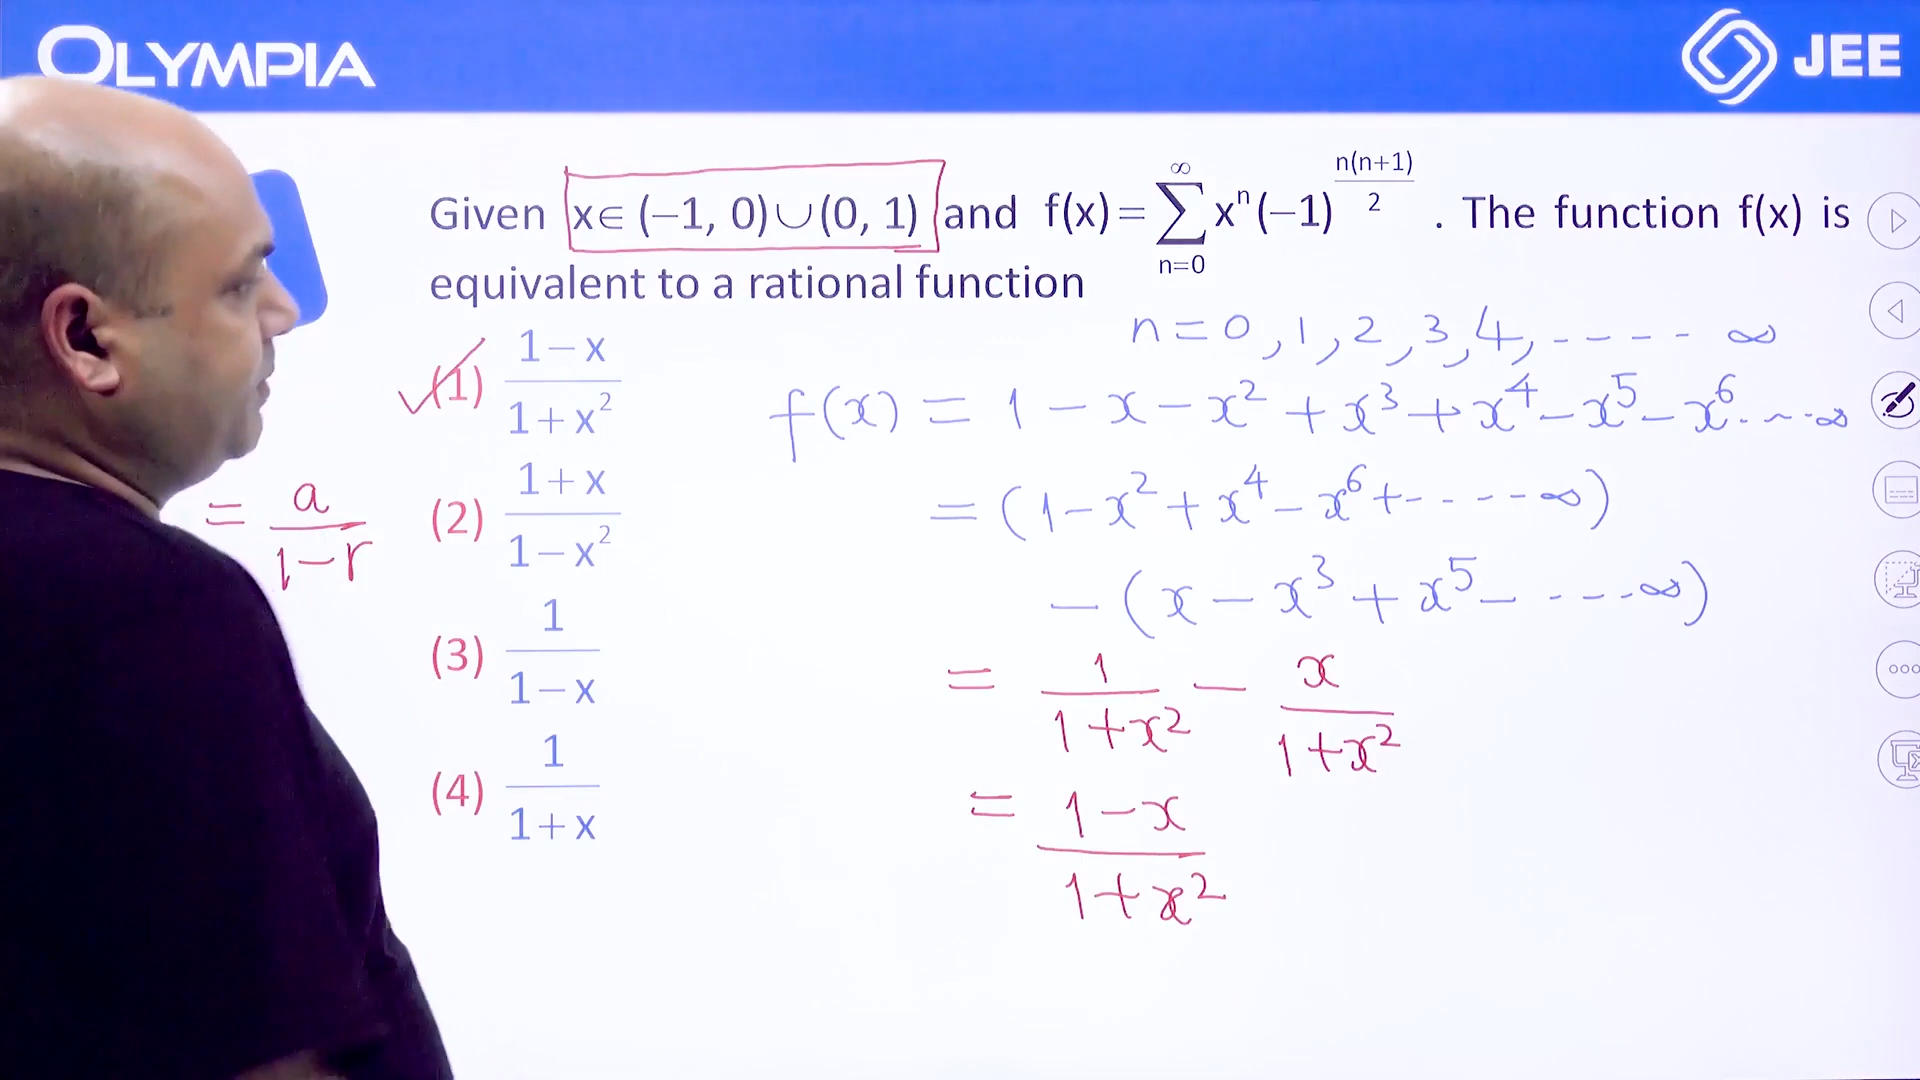 OLYMPIA
JEE
Given x∈ (−1, 0)∪(0, 1) and f(x)= ∑_{n=0}^{∞} xⁿ(−1)^{n(n+1)/2} . The function f(x) is
equivalent to a rational function
(1) (1−x)/(1+x²)
(2) (1+x)/(1−x²)
(3) 1/(1−x)
(4) 1/(1+x)
= a/(1−r)
n = 0, 1, 2, 3, 4, ----- ∞
f(x) = 1 − x − x² + x³ + x⁴ − x⁵ − x⁶ ---- ∞
= (1 − x² + x⁴ − x⁶ + ----- ∞)
− (x − x³ + x⁵ − ----- ∞)
= 1/(1+x²) − x/(1+x²)
= (1−x)/(1+x²)